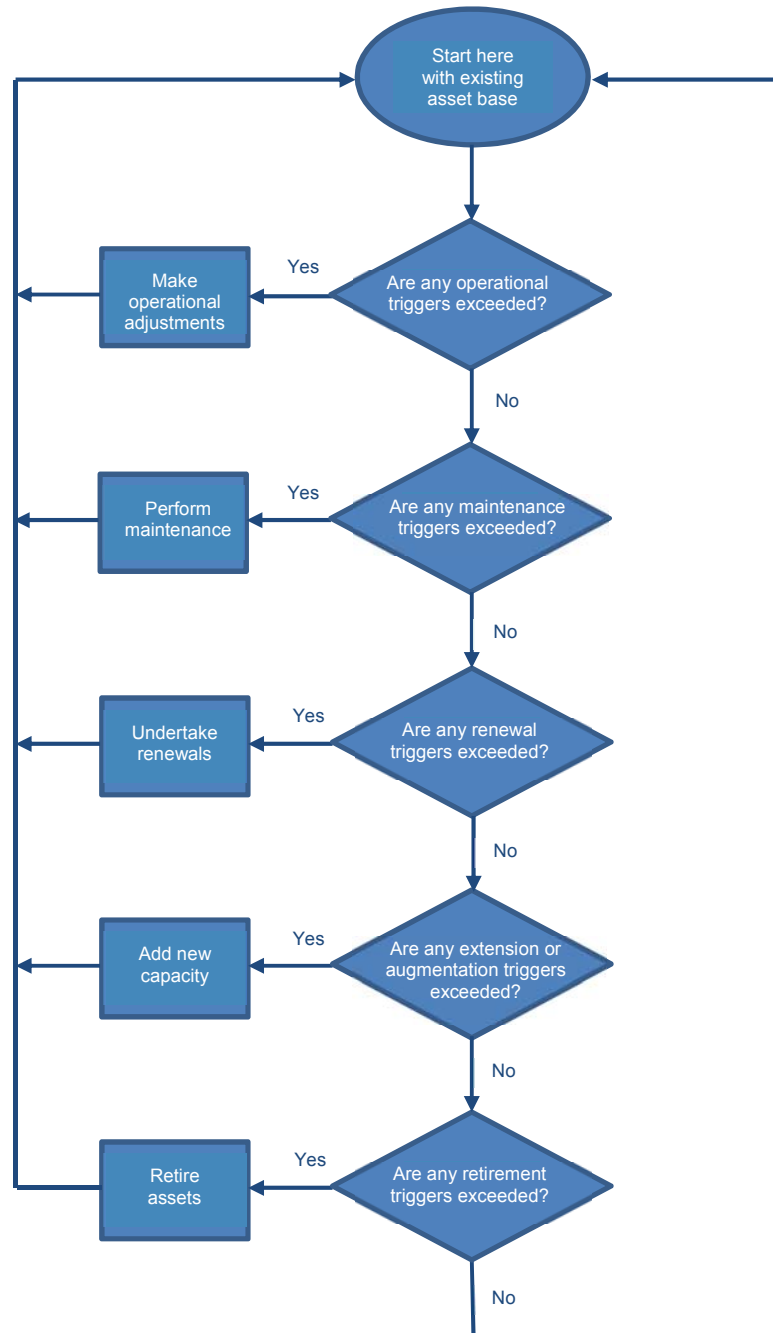 Start here
with existing
asset base
Yes
Are any operational
triggers exceeded?
Make
operational
adjustments
No
Yes
Are any maintenance
triggers exceeded?
Perform
maintenance
No
Yes
Are any renewal
triggers exceeded?
Undertake
renewals
No
Yes
Are any extension or
augmentation triggers
exceeded?
Add new
capacity
No
Yes
Are any retirement
triggers exceeded?
Retire
assets
No